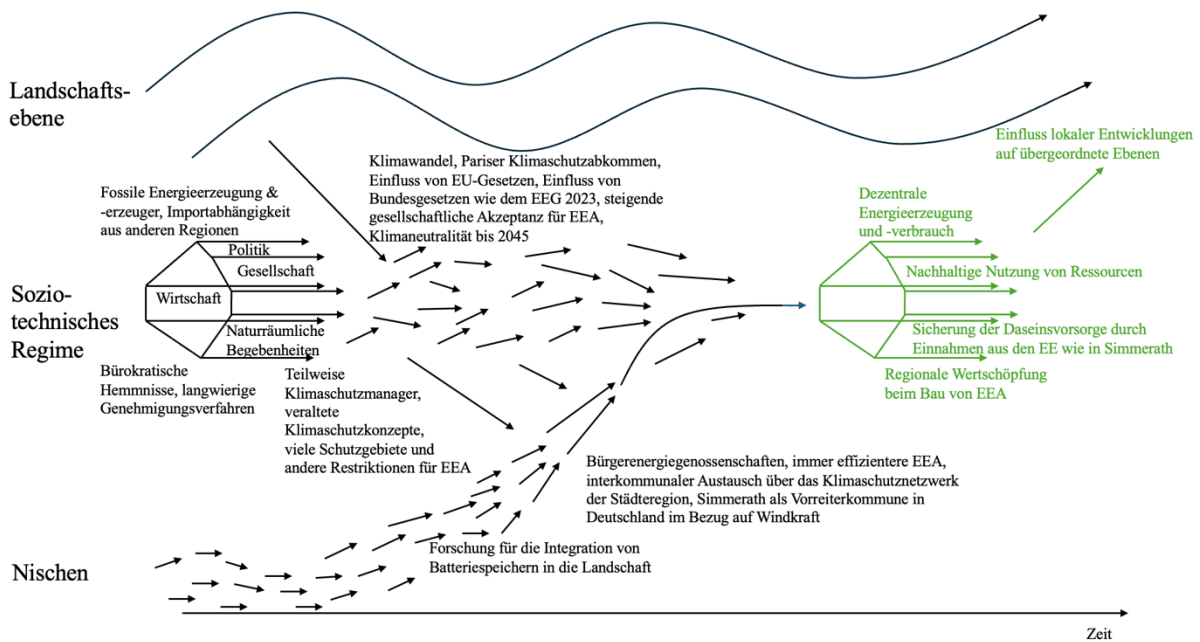 Landschafts-
ebene
Klimawandel, Pariser Klimaschutzabkommen,
Einfluss von EU-Gesetzen, Einfluss von
Bundesgesetzen wie dem EEG 2023, steigende
gesellschaftliche Akzeptanz für EEA,
Klimaneutralität bis 2045
Einfluss lokaler Entwicklungen
auf übergeordnete Ebenen
Fossile Energieerzeugung &
-erzeuger, Importabhängigkeit
aus anderen Regionen
Dezentrale
Energieerzeugung
und -verbrauch
Sozio-
technisches
Regime
Politik
Gesellschaft
Wirtschaft
Naturräumliche
Begebenheiten
Nachhaltige Nutzung von Ressourcen
Sicherung der Daseinsvorsorge durch
Einnahmen aus den EE wie in Simmerath
Regionale Wertschöpfung
beim Bau von EEA
Bürokratische
Hemmnisse, langwierige
Genehmigungsverfahren
Teilweise
Klimaschutzmanager,
veraltete
Klimaschutzkonzepte,
viele Schutzgebiete und
andere Restriktionen für EEA
Bürgerenergiegenossenschaften, immer effizientere EEA,
interkommunaler Austausch über das Klimaschutznetzwerk
der Städteregion, Simmerath als Vorreiterkommune in
Deutschland im Bezug auf Windkraft
Forschung für die Integration von
Batteriespeichern in die Landschaft
Nischen
Zeit